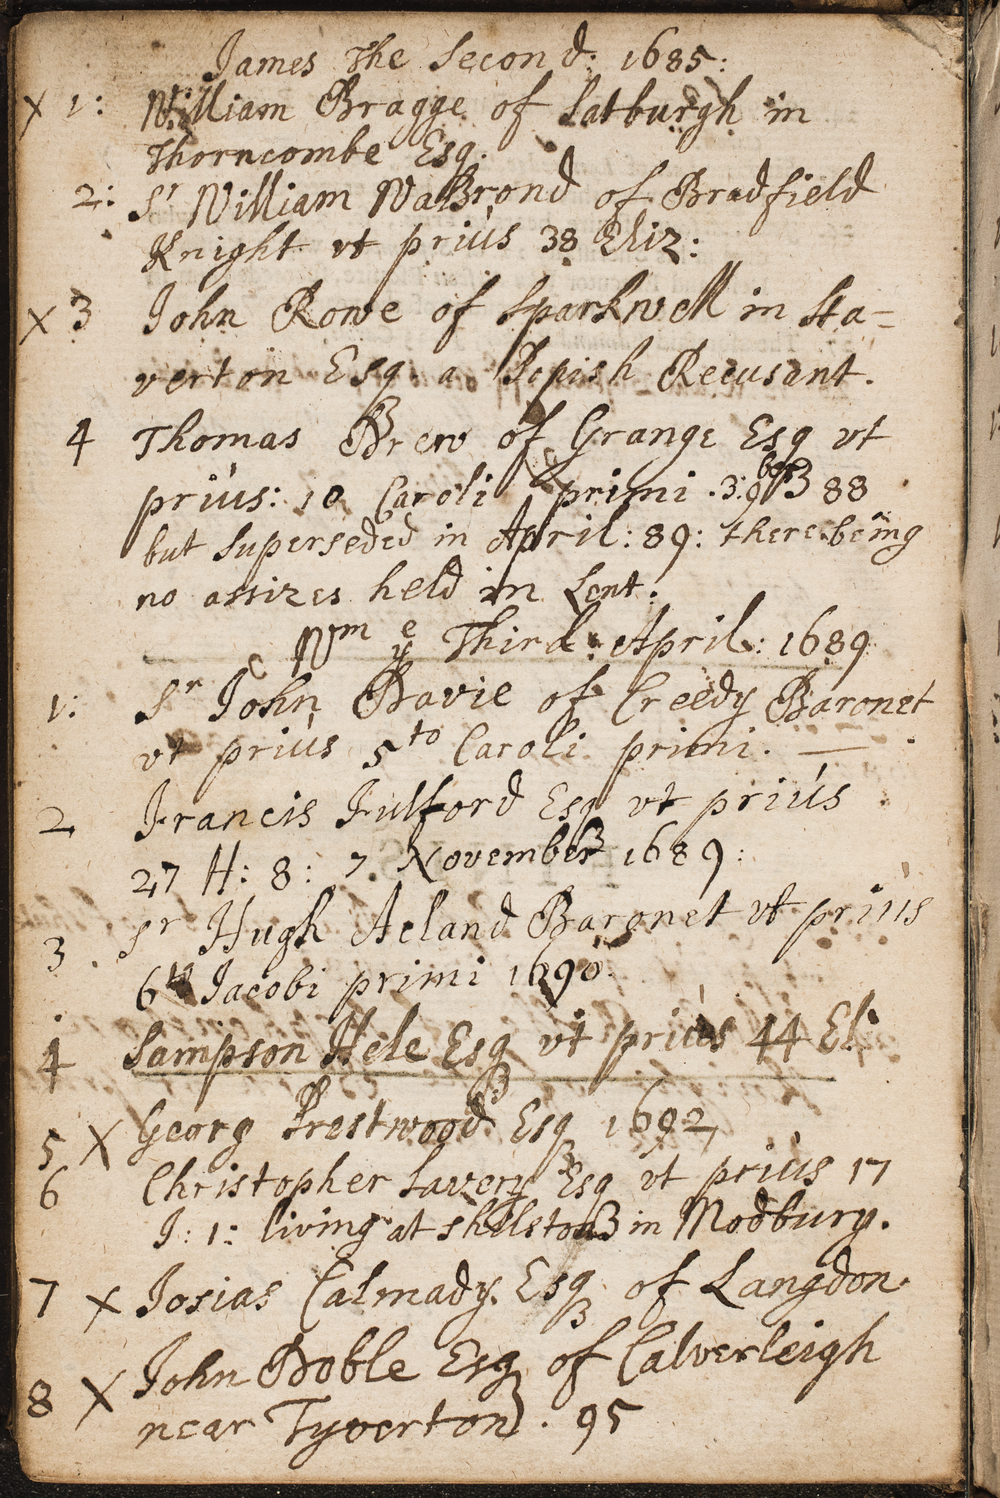 James the Second: 1685:
X 1: William Bragge of Satburgh in
Thorncombe Esq.
2: Sr William Walrond of Bradfield
Knight vt prius 38 Eliz:
X 3 John Rowe of Sparkwell in Sta=
verton Esq a Popish Recusant.
4 Thomas Drew of Grange Esq vt
prius: 10 Caroli primi . 3: 9ber 88
but Superseded in April: 89: there being
no assizes held in Lent.
Wm ye Third April: 1689
1: Sr John Davie of Creedy Baronet
vt prius 5to Caroli primi. —
2 Francis Fulford Esq vt prius
27 H: 8: 7. November 1689:
3 . Sr Hugh Acland Baronet vt prius
6to Jacobi primi 1690.
4 Sampson Hele Esq vt prius 44 El:
5 X Georg Prestwood Esq 1692
6 Christopher Savery Esq vt prius 17
J: 1: living at Shilston in Modbury.
7 X Josias Calmady. Esq of Langdon.
8 X John Doble Esq of Calverleigh
near Tyverton . 95